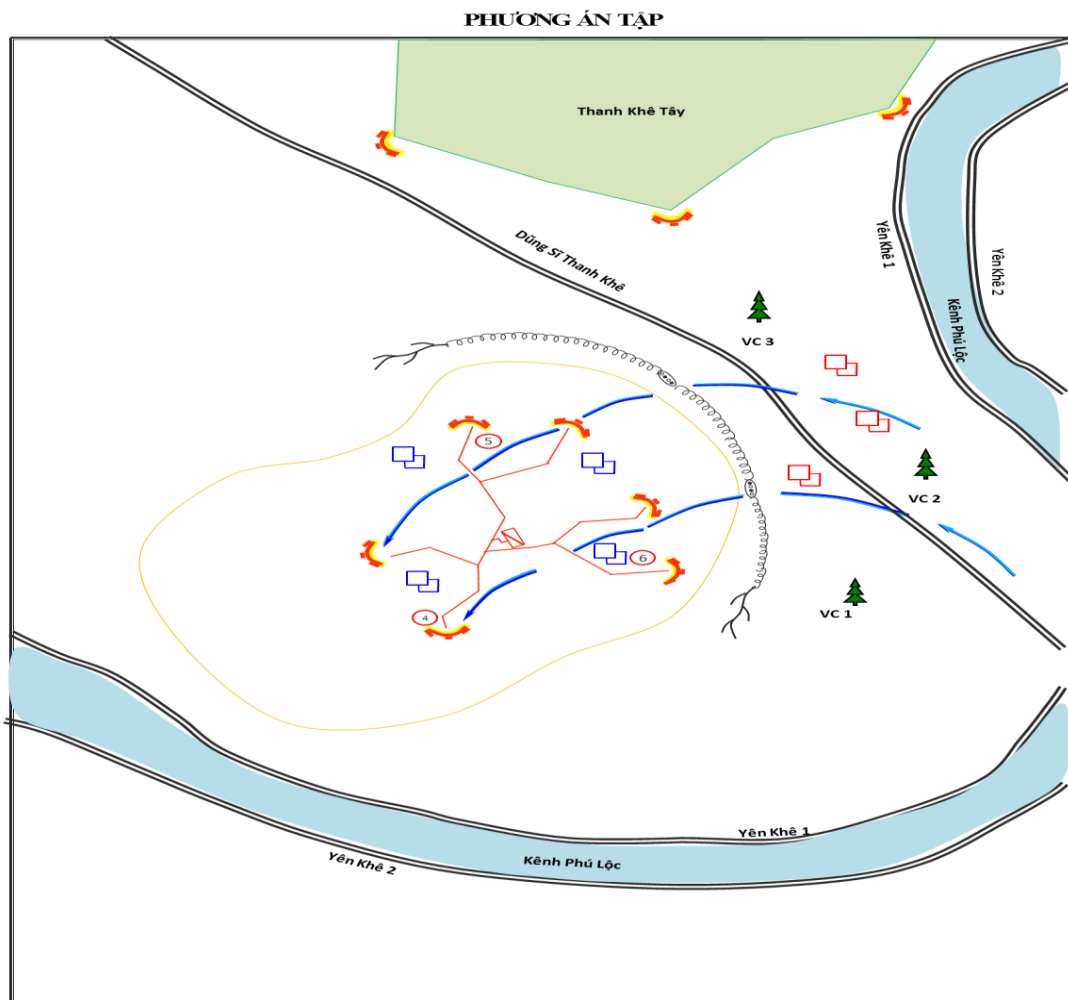 PHƯƠNG ÁN TẬP
Thanh Khê Tây
Dũng Sĩ Thanh Khê
Yên Khê 1
Yên Khê 2
Kênh Phú Lộc
VC 3
VC 2
5
6
4
VC 1
Yên Khê 1
Yên Khê 2
Kênh Phú Lộc